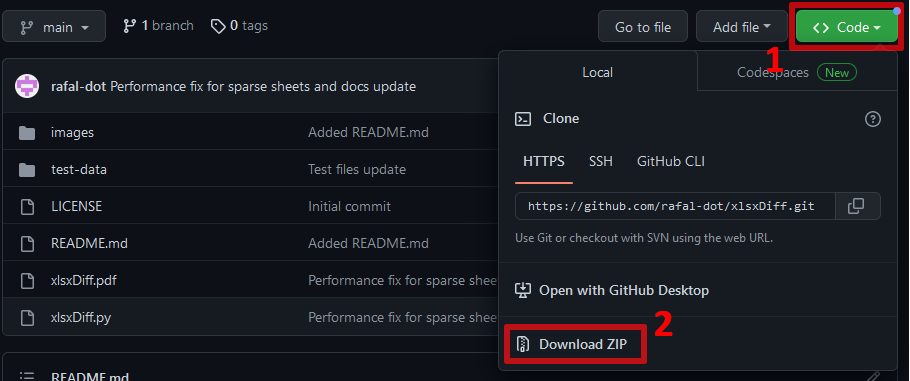 main 1 branch 0 tags Go to file Add file <> Code
1
Local Codespaces New
rafal-dot Performance fix for sparse sheets and docs update
Clone
images Added README.md
HTTPS SSH GitHub CLI
test-data Test files update
LICENSE Initial commit
https://github.com/rafal-dot/xlsxDiff.git
README.md Added README.md
Use Git or checkout with SVN using the web URL.
xlsxDiff.pdf Performance fix for sparse shee
Open with GitHub Desktop
xlsxDiff.py Performance fix for sparse shee
2
Download ZIP
README.md